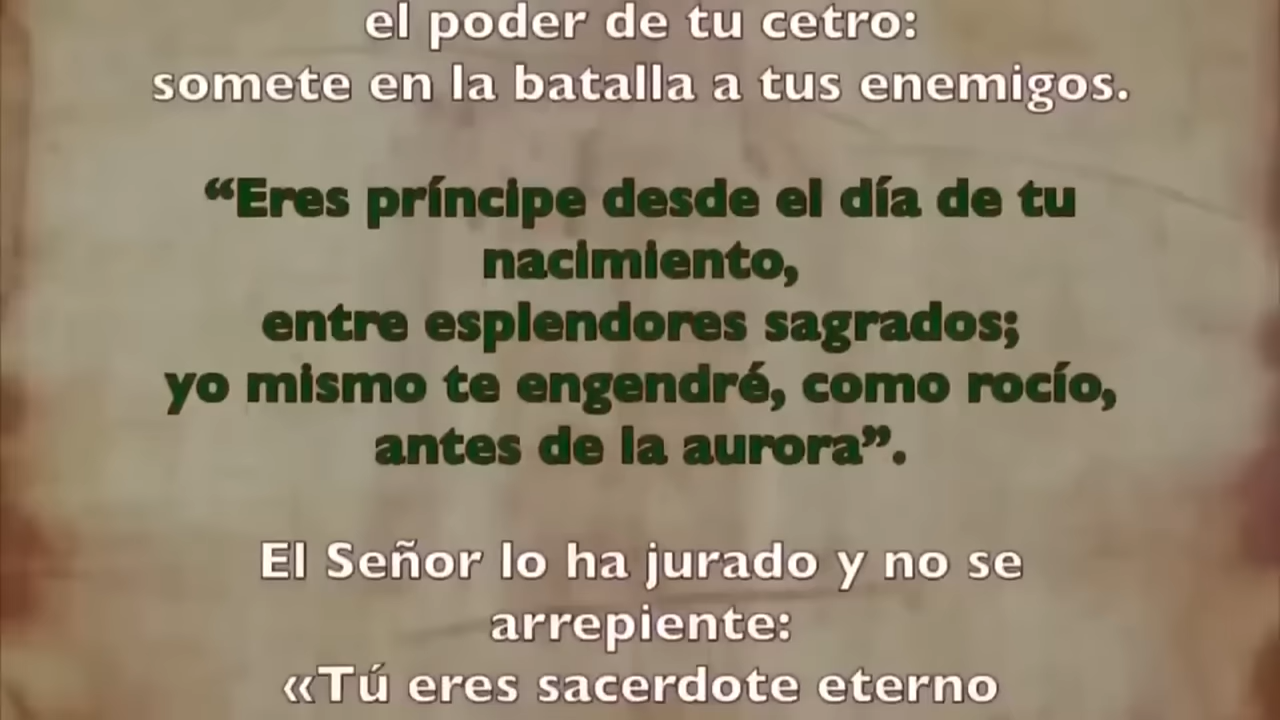 el poder de tu cetro:
somete en la batalla a tus enemigos.
“Eres príncipe desde el día de tu
nacimiento,
entre esplendores sagrados;
yo mismo te engendré, como rocío,
antes de la aurora”.
El Señor lo ha jurado y no se
arrepiente:
«Tú eres sacerdote eterno